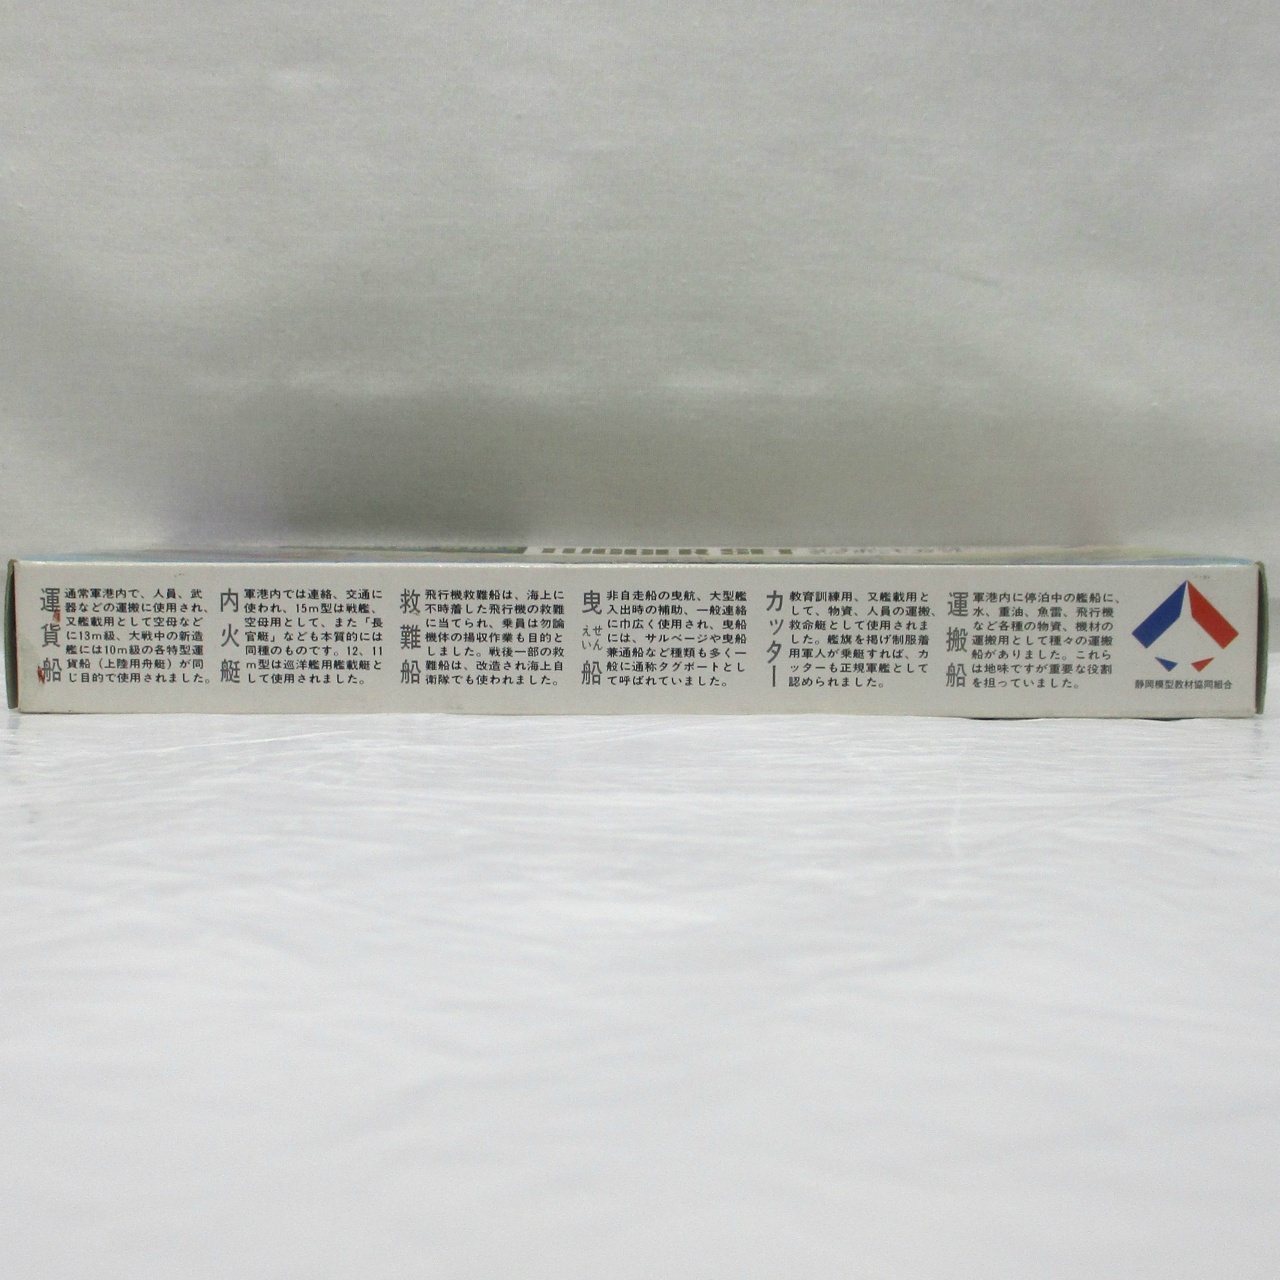 運貨船
通常軍港内で、人員、武
器などの運搬に使用され、
又艦載用として空母など
に13m級、大戦中の新造
艦には10m級の各特型運
貨船（上陸用舟艇）が同
じ目的で使用されました。
内火艇
軍港内では連絡、交通に
使われ、15m型は戦艦、
空母用として、また「長
官艇」なども本質的には
同種のものです。12、11
m型は巡洋艦用艦載艇と
して使用されました。
救難船
飛行機救難船は、海上に
不時着した飛行機の救難
に当てられ、乗員は勿論
機体の揚収作業も目的と
しました。戦後一部の救
難船は、改造され海上自
衛隊でも使われました。
曳船
えいせん
非自走船の曳航、大型艦
入出時の補助、一般連絡
に巾広く使用され、曳船
には、サルベージや曳船
兼通船など種類も多く一
般に通称タグボートとし
て呼ばれていました。
カッター
教育訓練用、又艦載用と
して、物資、人員の運搬、
救命艇として使用されま
した。艦旗を掲げ制服着
用軍人が乗艇すれば、カ
ッターも正規軍艦として
認められました。
運搬船
軍港内に停泊中の艦船に、
水、重油、魚雷、飛行機
など各種の物資、機材の
運搬用として種々の運搬
船がありました。これら
は地味ですが重要な役割
を担っていました。
静岡模型教材協同組合